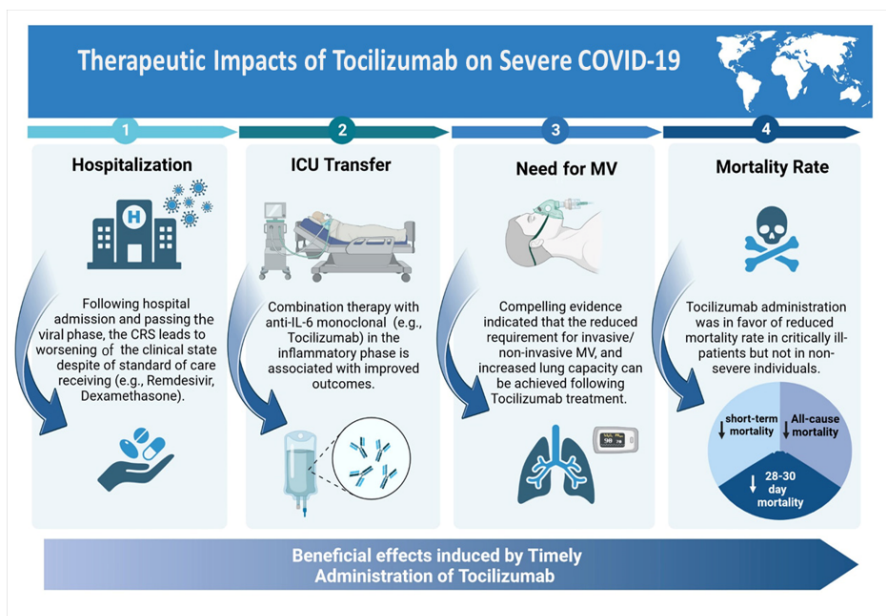 Therapeutic Impacts of Tocilizumab on Severe COVID-19
1
Hospitalization
H
Following hospital
admission and passing the
viral phase, the CRS leads to
worsening of the clinical state
despite of standard of care
receiving (e.g., Remdesivir,
Dexamethasone).
2
ICU Transfer
Combination therapy with
anti-IL-6 monoclonal (e.g.,
Tocilizumab) in the
inflammatory phase is
associated with improved
outcomes.
3
Need for MV
Compelling evidence
indicated that the reduced
requirement for invasive/
non-invasive MV, and
increased lung capacity can
be achieved following
Tocilizumab treatment.
90
4
Mortality Rate
Tocilizumab administration
was in favor of reduced
mortality rate in critically ill-
patients but not in non-
severe individuals.
↓ short-term
mortality
↓ All-cause
mortality
↓ 28-30
day
mortality
Beneficial effects induced by Timely
Administration of Tocilizumab